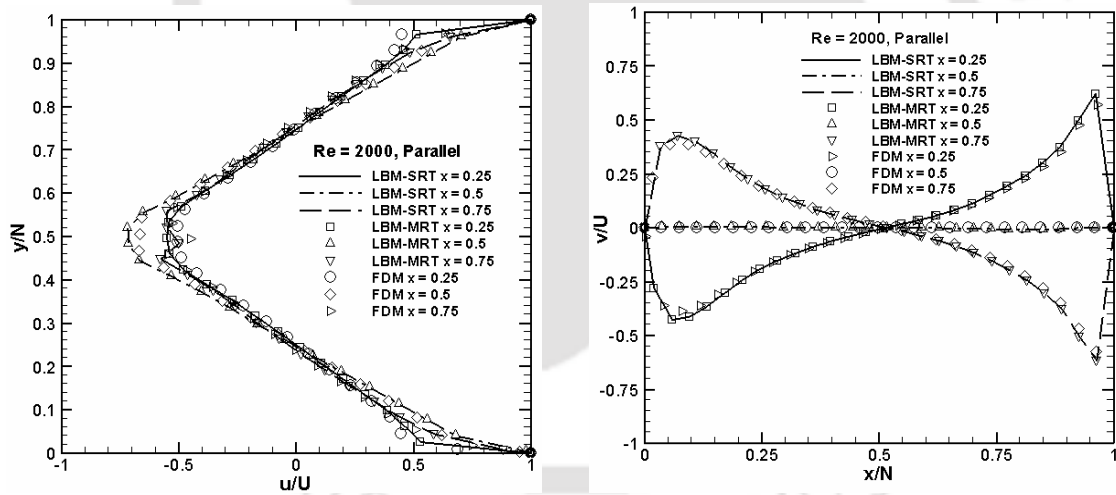 1
0.9
0.8
0.7
0.6
0.5
0.4
0.3
0.2
0.1
0
y/N
-1
-0.5
0
0.5
1
u/U
Re = 2000, Parallel
LBM-SRT x = 0.25
LBM-SRT x = 0.5
LBM-SRT x = 0.75
LBM-MRT x = 0.25
LBM-MRT x = 0.5
LBM-MRT x = 0.75
FDM x = 0.25
FDM x = 0.5
FDM x = 0.75
1
0.75
0.5
0.25
0
-0.25
-0.5
-0.75
-1
v/U
0
0.25
0.5
0.75
1
x/N
Re = 2000, Parallel
LBM-SRT x = 0.25
LBM-SRT x = 0.5
LBM-SRT x = 0.75
LBM-MRT x = 0.25
LBM-MRT x = 0.5
LBM-MRT x = 0.75
FDM x = 0.25
FDM x = 0.5
FDM x = 0.75